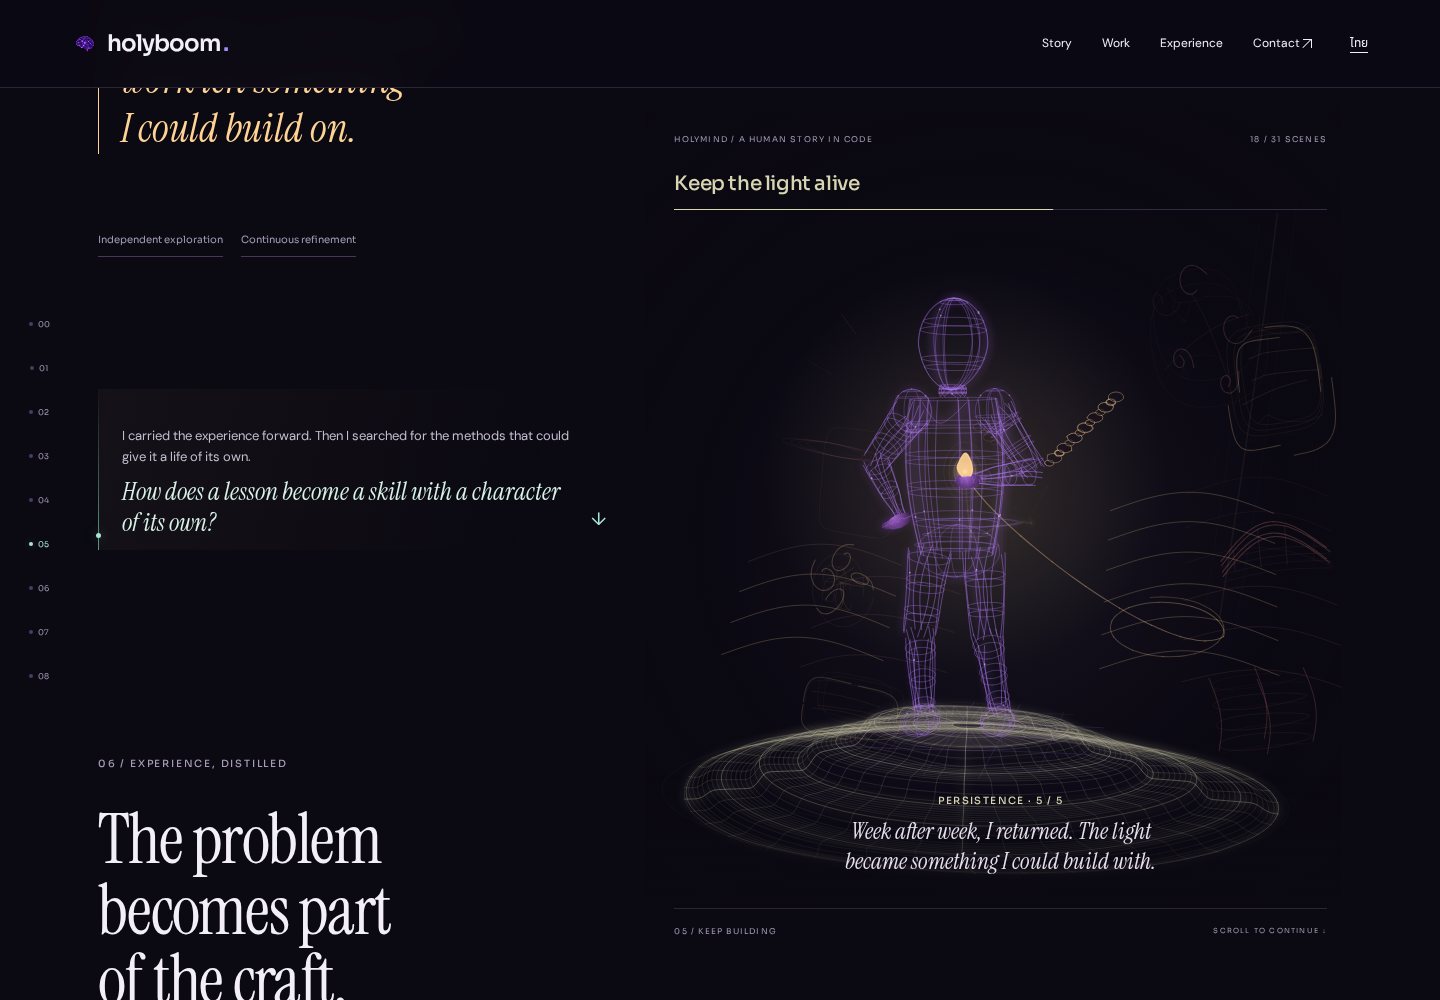 holyboom.
Story
Work
Experience
Contact
ไทย
work len something
I could build on.
Independent exploration
Continuous refinement
00
01
02
03
04
05
06
07
08
I carried the experience forward. Then I searched for the methods that could
give it a life of its own.
How does a lesson become a skill with a character
of its own?
06 / EXPERIENCE, DISTILLED
The problem
becomes part
of the craft.
HOLYMIND / A HUMAN STORY IN CODE
18 / 31 SCENES
Keep the light alive
PERSISTENCE · 5 / 5
Week after week, I returned. The light
became something I could build with.
05 / KEEP BUILDING
SCROLL TO CONTINUE ↓